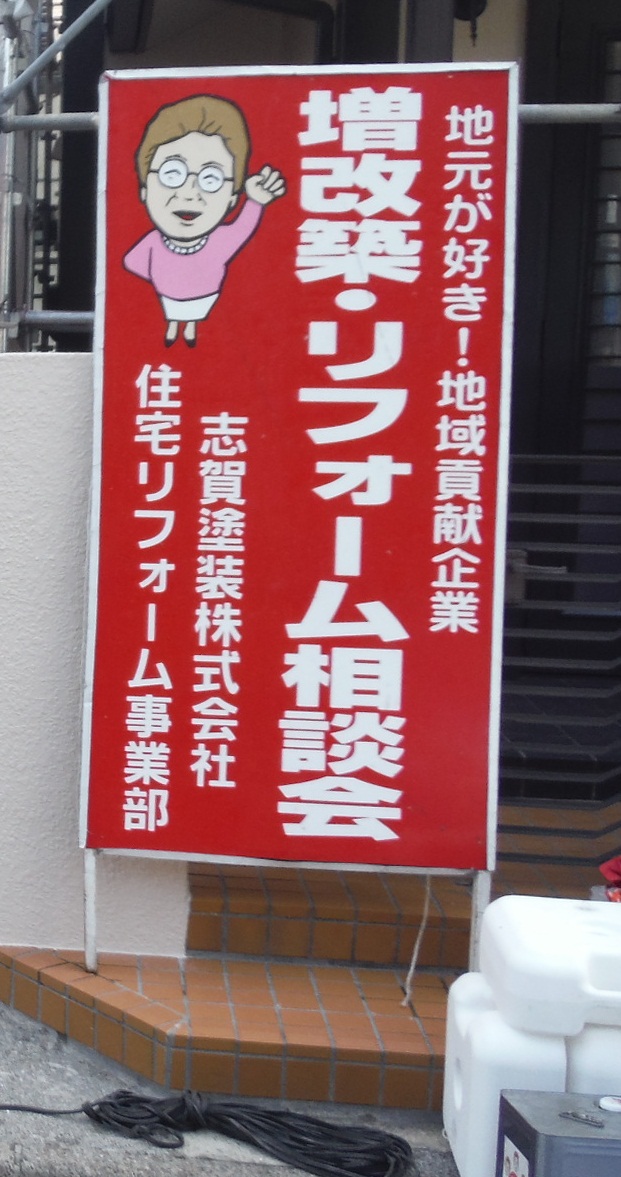 地元が好き！地域貢献企業
増改築・リフォーム相談会
志賀塗装株式会社
住宅リフォーム事業部